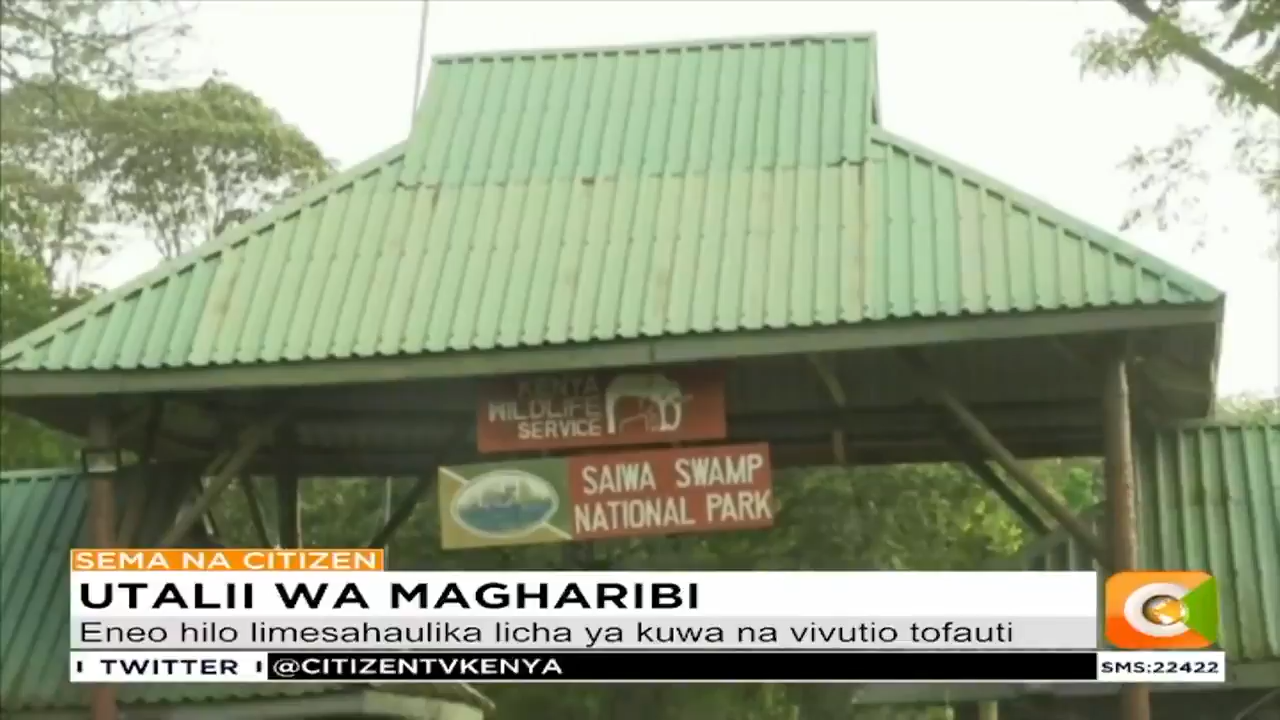 KENYA
WILDLIFE
SERVICE
SAIWA SWAMP
NATIONAL PARK
SEMA NA CITIZEN
UTALII WA MAGHARIBI
Eneo hilo limesahaulika licha ya kuwa na vivutio tofauti
TWITTER @CITIZENTVKENYA
SMS:22422